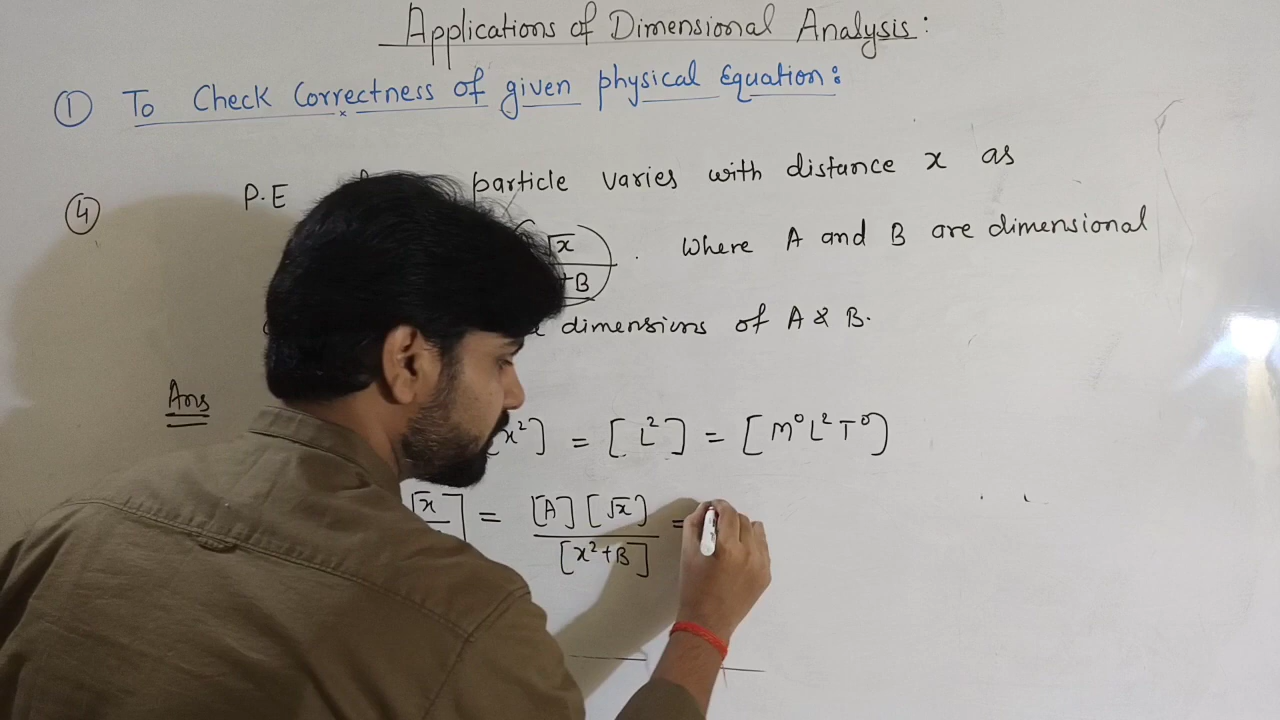 Applications of Dimensional Analysis:
① To Check Correctness of given physical Equation:
④ P.E particle varies with distance x as
√x
+B . Where A and B are dimensional
dimensions of A & B.
Ans
x²] = [L²] = [M⁰L²T⁰]
√x] = [A][√x] =
[x²+B]